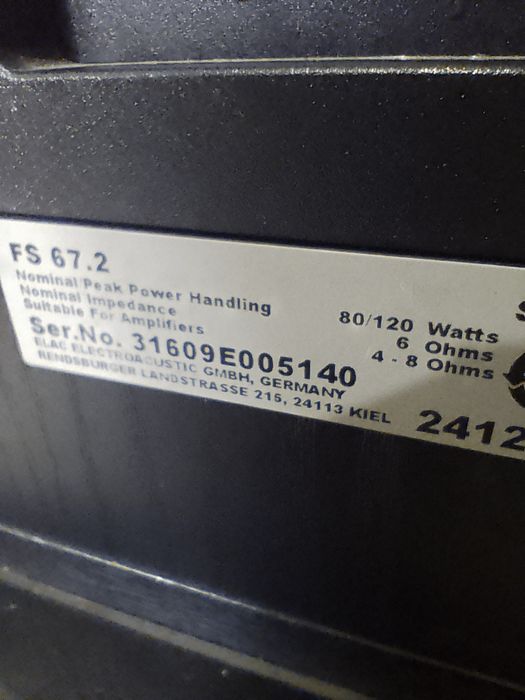 FS 67.2
Nominal/Peak Power Handling 80/120 Watts
Nominal Impedance 6 Ohms
Suitable For Amplifiers 4 - 8 Ohms
Ser.No. 31609E005140
ELAC ELECTROACUSTIC GMBH, GERMANY
RENDSBURGER LANDSTRASSE 215, 24113 KIEL
2412